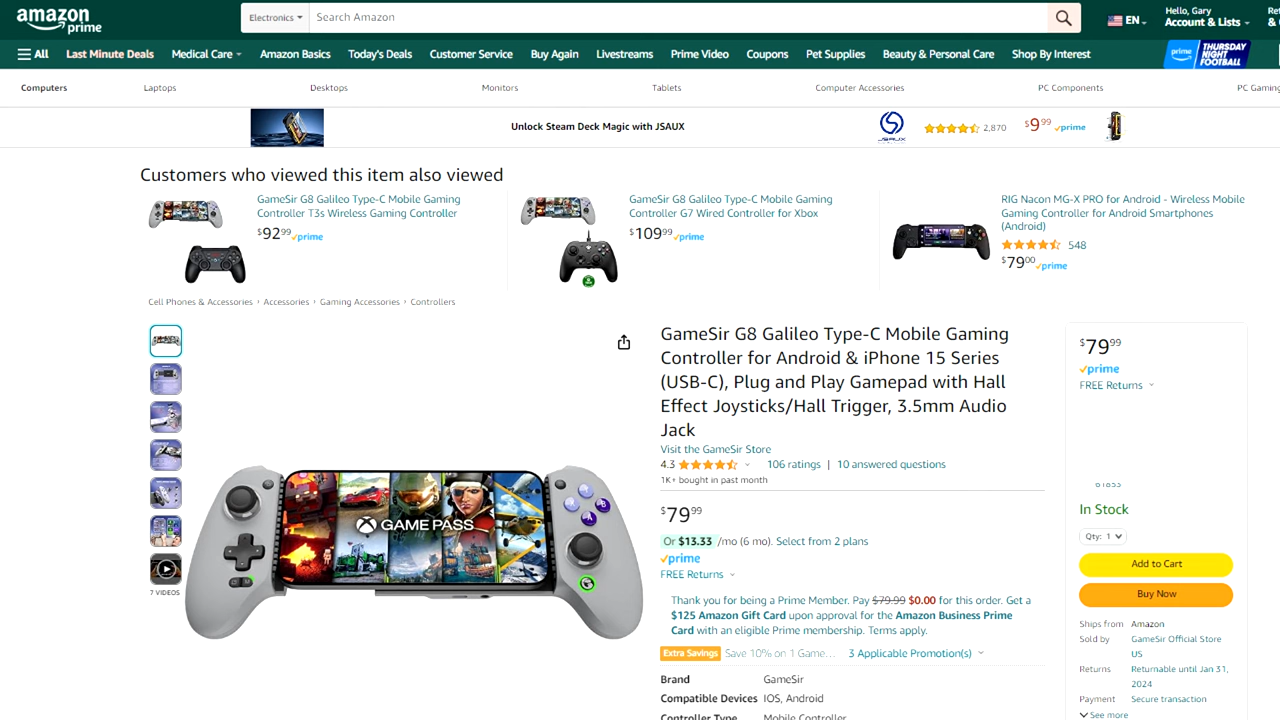 amazon prime
Electronics
Search Amazon
EN
Hello, Gary
Account & Lists
Ret
& 
All
Last Minute Deals
Medical Care
Amazon Basics
Today's Deals
Customer Service
Buy Again
Livestreams
Prime Video
Coupons
Pet Supplies
Beauty & Personal Care
Shop By Interest
prime
THURSDAY NIGHT FOOTBALL
Computers
Laptops
Desktops
Monitors
Tablets
Computer Accessories
PC Components
PC Gaming
Unlock Steam Deck Magic with JSAUX
JSAUX
2,870
$9.99 prime
Customers who viewed this item also viewed
GameSir G8 Galileo Type-C Mobile Gaming
Controller T3s Wireless Gaming Controller
$92.99 prime
GameSir G8 Galileo Type-C Mobile Gaming
Controller G7 Wired Controller for Xbox
$109.99 prime
RIG Nacon MG-X PRO for Android - Wireless Mobile
Gaming Controller for Android Smartphones
(Android)
548
$79.00 prime
Cell Phones & Accessories › Accessories › Gaming Accessories › Controllers
7 VIDEOS
GAME PASS
X
Y
A
B
M
GameSir G8 Galileo Type-C Mobile Gaming
Controller for Android & iPhone 15 Series
(USB-C), Plug and Play Gamepad with Hall
Effect Joysticks/Hall Trigger, 3.5mm Audio
Jack
Visit the GameSir Store
4.3
106 ratings | 10 answered questions
1K+ bought in past month
$79.99
Or $13.33 /mo (6 mo). Select from 2 plans
prime
FREE Returns
Thank you for being a Prime Member. Pay $79.99 $0.00 for this order. Get a
$125 Amazon Gift Card upon approval for the Amazon Business Prime
Card with an eligible Prime membership. Terms apply.
Extra Savings Save 10% on 1 Game… 3 Applicable Promotion(s)
Brand GameSir
Compatible Devices IOS, Android
Controller Type Mobile Controller
$79.99
prime
FREE Returns
In Stock
Qty: 1
Add to Cart
Buy Now
Ships from Amazon
Sold by GameSir Official Store
US
Returns Returnable until Jan 31,
2024
Payment Secure transaction
See more